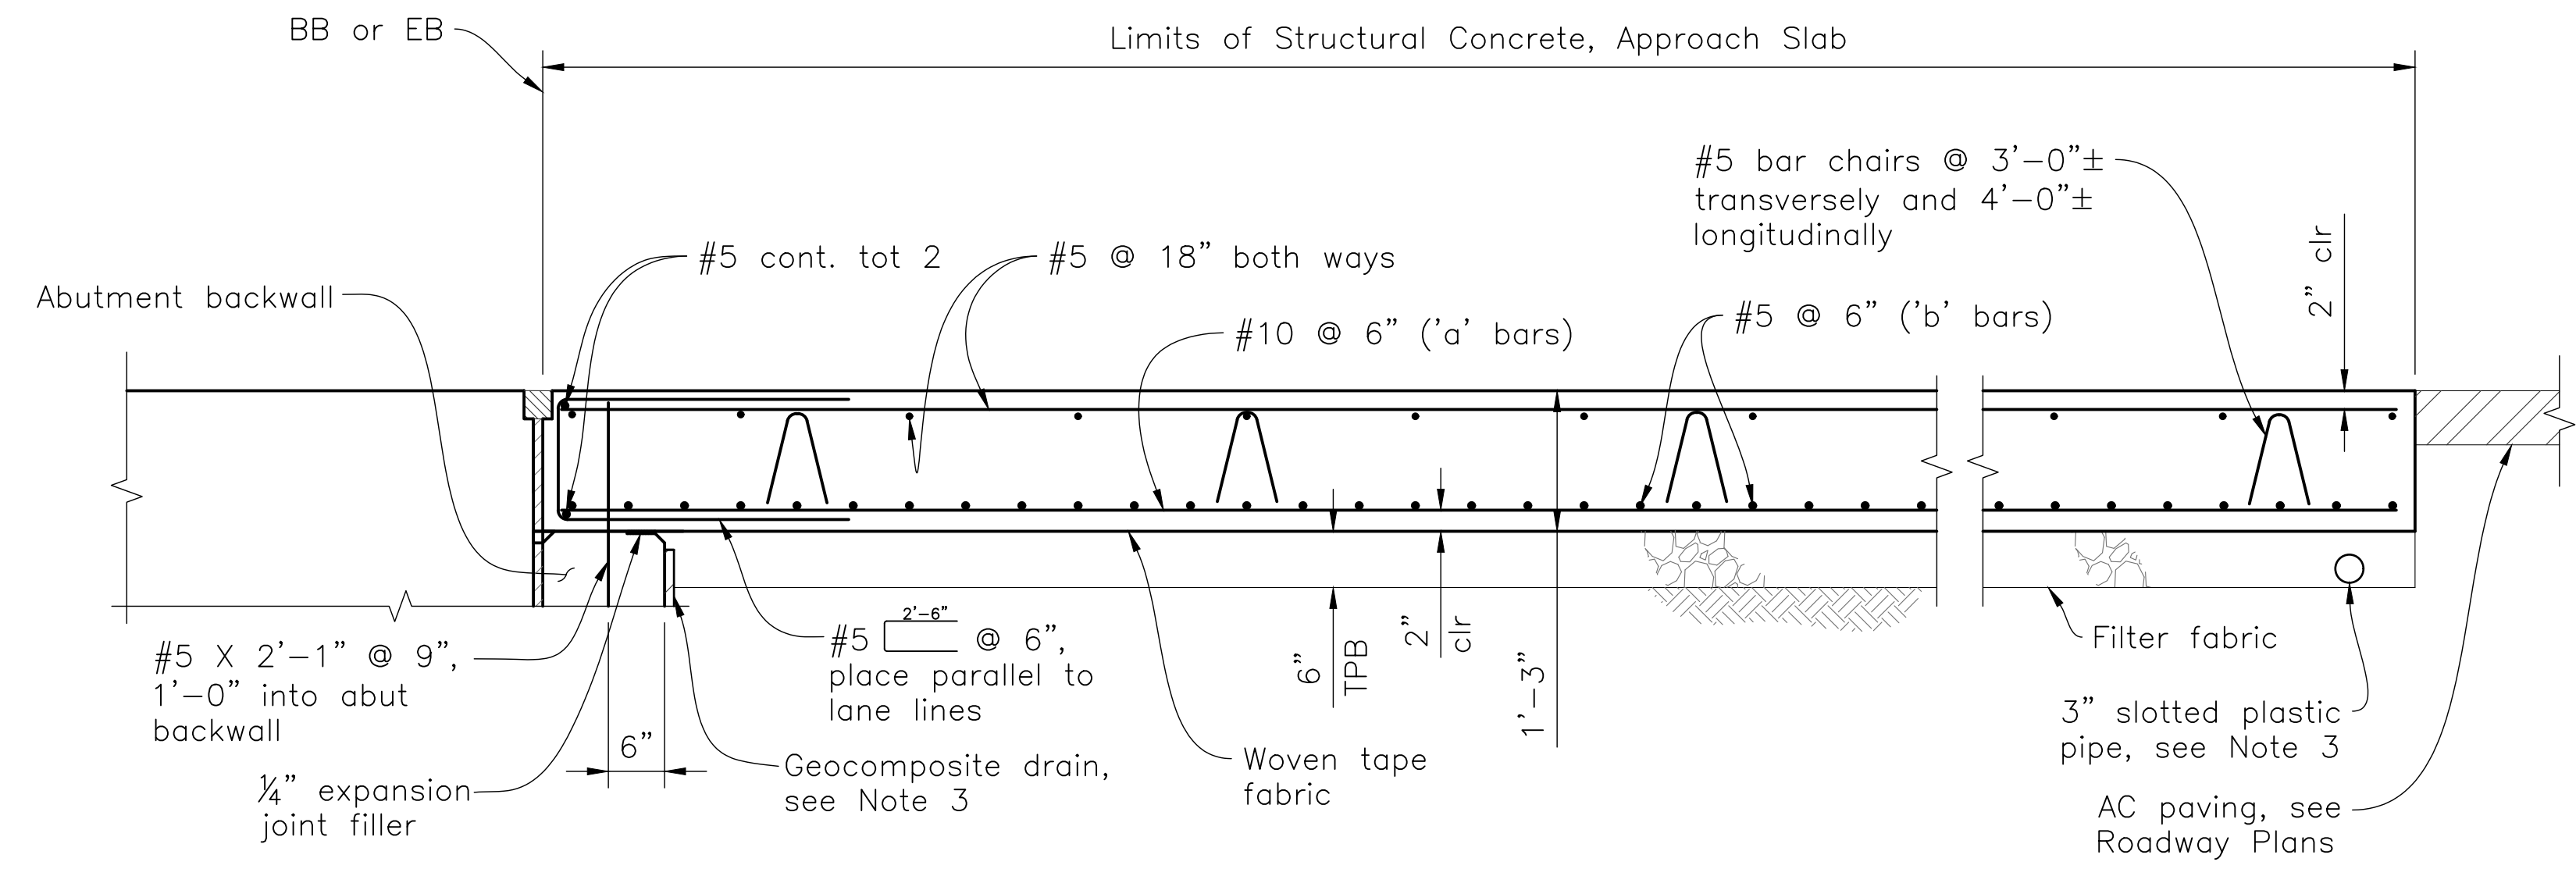 BB or EB
Limits of Structural Concrete, Approach Slab
#5 bar chairs @ 3'–0"±
transversely and 4'–0"±
longitudinally
2" clr
#5 cont. tot 2
#5 @ 18" both ways
Abutment backwall
#10 @ 6" ('a' bars)
#5 @ 6" ('b' bars)
#5 X 2'–1" @ 9",
1'–0" into abut
backwall
2'–6"
#5 @ 6",
place parallel to
lane lines
6"
TPB
2"
clr
1'–3"
Filter fabric
3" slotted plastic
pipe, see Note 3
6"
Geocomposite drain,
see Note 3
Woven tape
fabric
¼" expansion
joint filler
AC paving, see
Roadway Plans